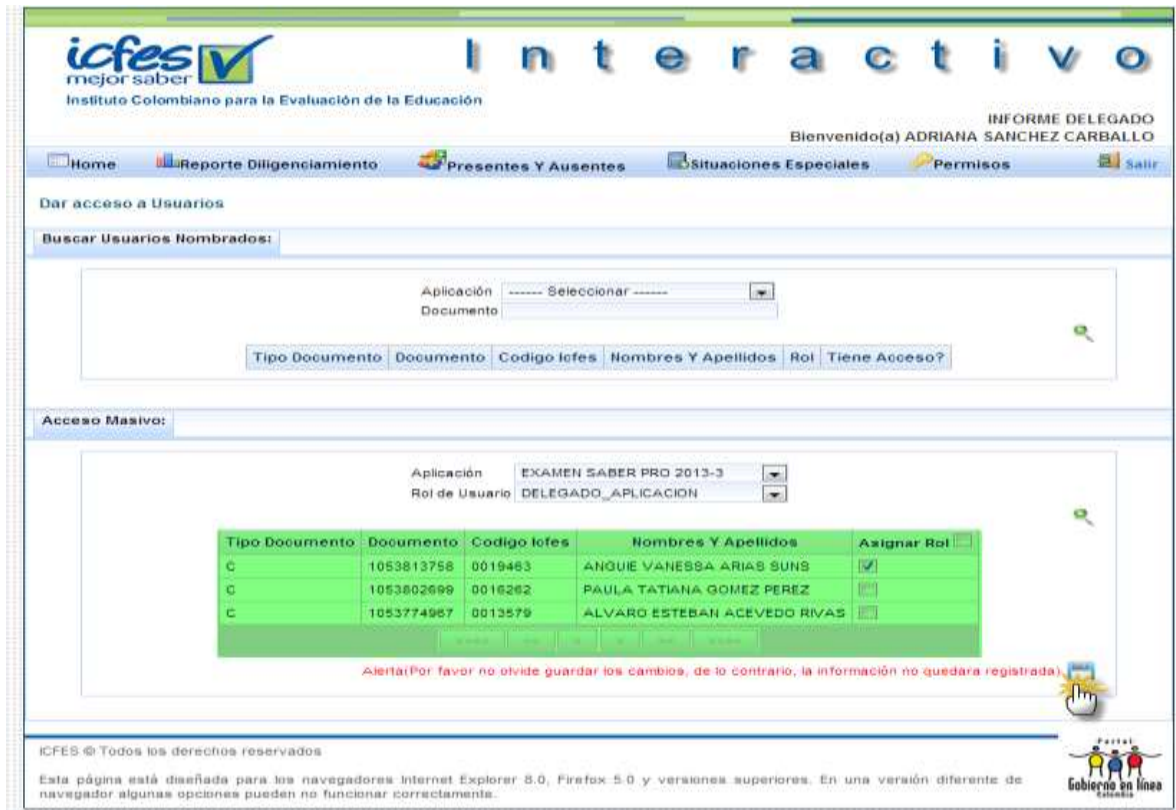 icfes
mejor saber
Interactivo
Instituto Colombiano para la Evaluación de la Educación
INFORME DELEGADO
Bienvenido(a) ADRIANA SANCHEZ CARBALLO
Home Reporte Diligenciamiento Presentes Y Ausentes Situaciones Especiales Permisos Salir
Dar acceso a Usuarios
Buscar Usuarios Nombrados:
Aplicación ------ Seleccionar ------
Documento
Tipo Documento Documento Codigo Icfes Nombres Y Apellidos Rol Tiene Acceso?
Acceso Masivo:
Aplicación EXAMEN SABER PRO 2013-3
Rol de Usuario DELEGADO_APLICACION
Tipo Documento Documento Codigo Icfes Nombres Y Apellidos Asignar Rol
C 1053813758 0019463 ANGUIE VANESSA ARIAS SUNS
C 1053802699 0016262 PAULA TATIANA GOMEZ PEREZ
C 1053774967 0013579 ALVARO ESTEBAN ACEVEDO RIVAS
Alerta(Por favor no olvide guardar los cambios, de lo contrario, la información no quedara registrada)
ICFES © Todos los derechos reservados
Esta página está diseñada para los navegadores Internet Explorer 8.0, Firefox 5.0 y versiones superiores. En una versión diferente de
navegador algunas opciones pueden no funcionar correctamente.
Portal
Gobierno en línea
Colombia